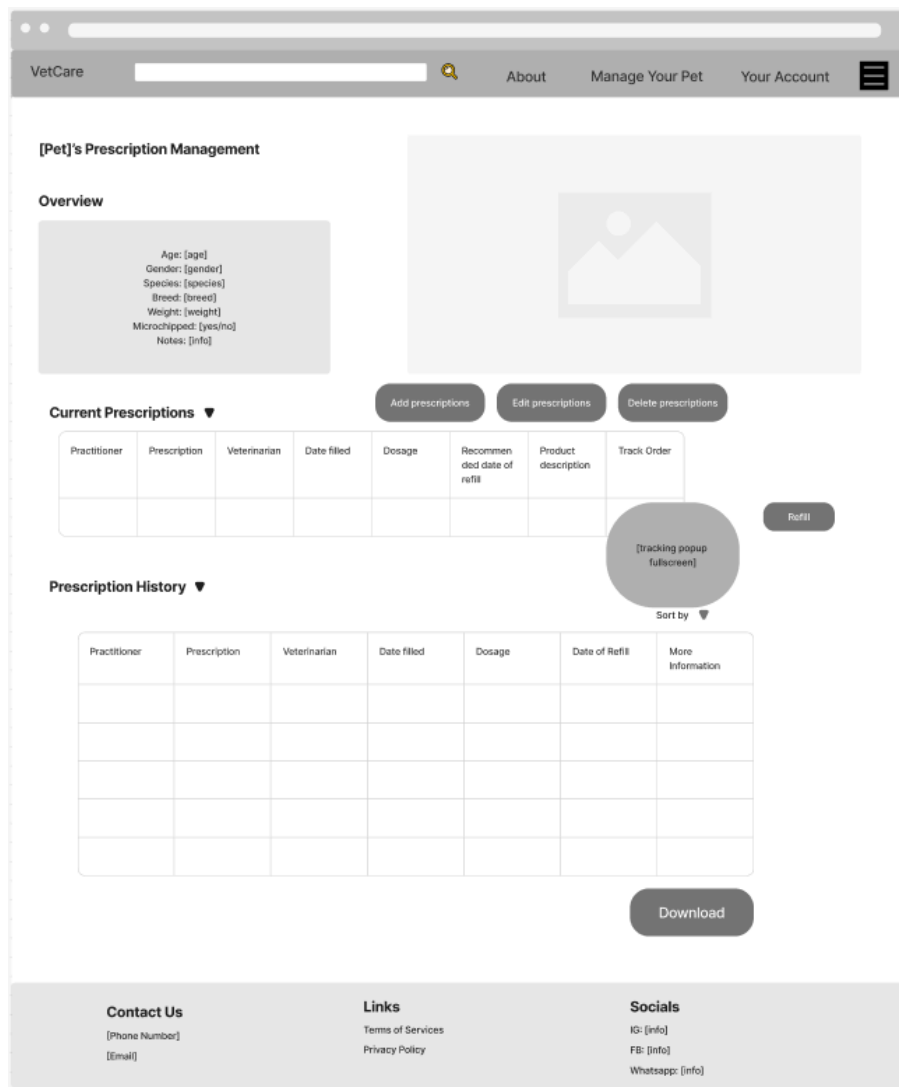 VetCare
About
Manage Your Pet
Your Account
[Pet]'s Prescription Management
Overview
Age: [age]
Gender: [gender]
Species: [species]
Breed: [breed]
Weight: [weight]
Microchipped: [yes/no]
Notes: [info]
Add prescriptions
Edit prescriptions
Delete prescriptions
Current Prescriptions
Practitioner
Prescription
Veterinarian
Date filled
Dosage
Recommen
ded date of
refill
Product
description
Track Order
Refill
[tracking popup
fullscreen]
Prescription History
Sort by
Practitioner
Prescription
Veterinarian
Date filled
Dosage
Date of Refill
More
Information
Download
Contact Us
[Phone Number]
[Email]
Links
Terms of Services
Privacy Policy
Socials
IG: [info]
FB: [info]
Whatsapp: [info]